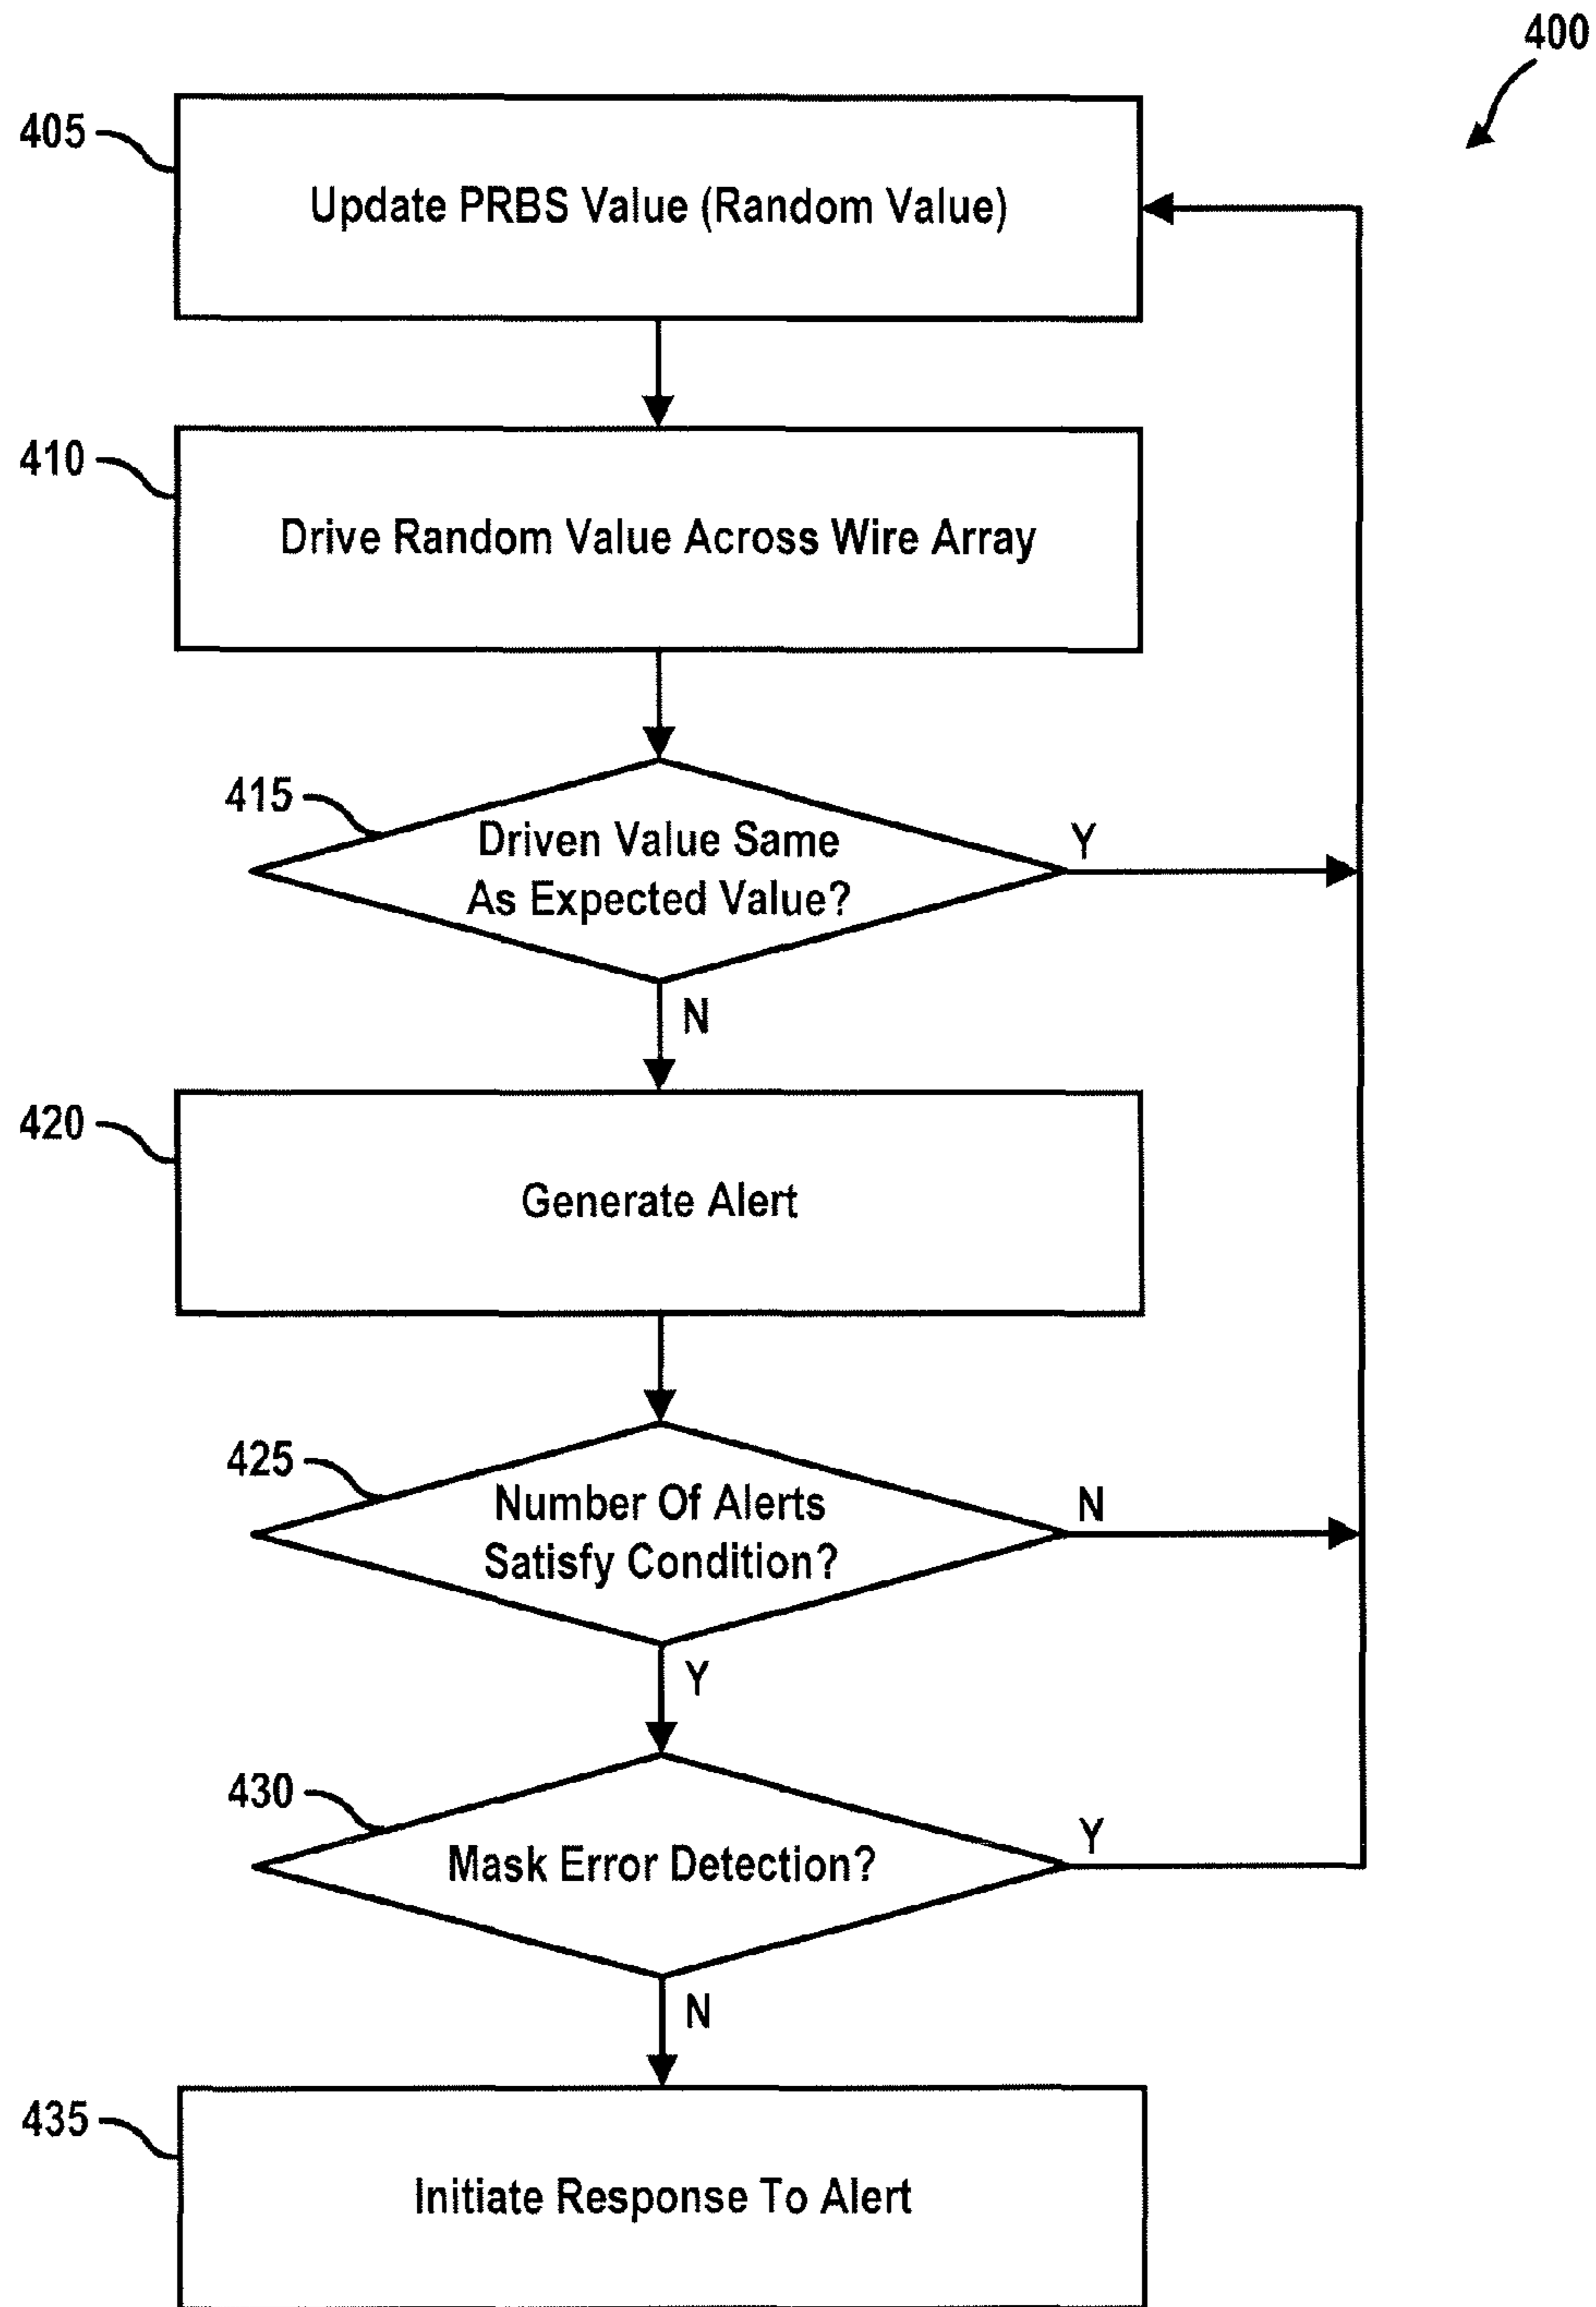 400
405
Update PRBS Value (Random Value)
410
Drive Random Value Across Wire Array
415
Driven Value Same
As Expected Value?
Y
N
420
Generate Alert
425
Number Of Alerts
Satisfy Condition?
N
Y
430
Mask Error Detection?
Y
N
435
Initiate Response To Alert